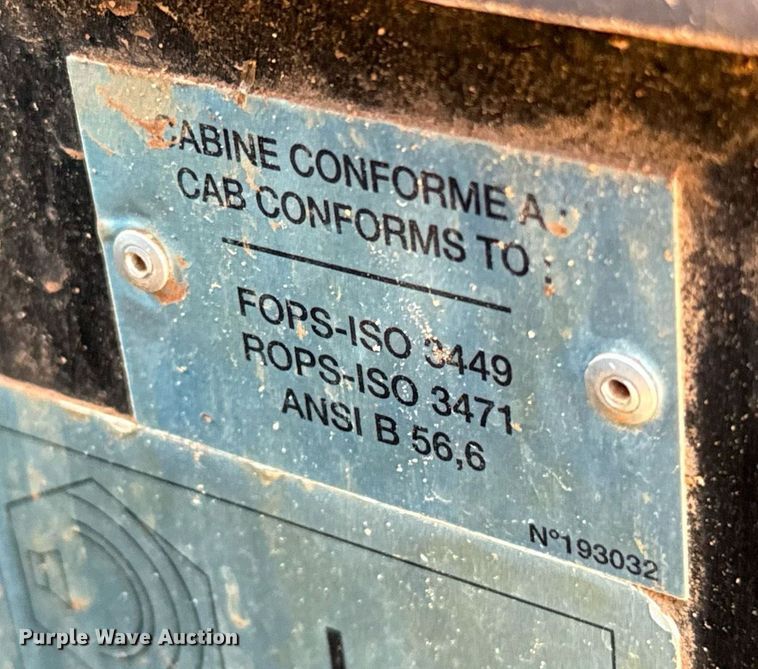 CABINE CONFORME A :
CAB CONFORMS TO :
FOPS-ISO 3449
ROPS-ISO 3471
ANSI B 56,6
N°193032
Purple Wave Auction